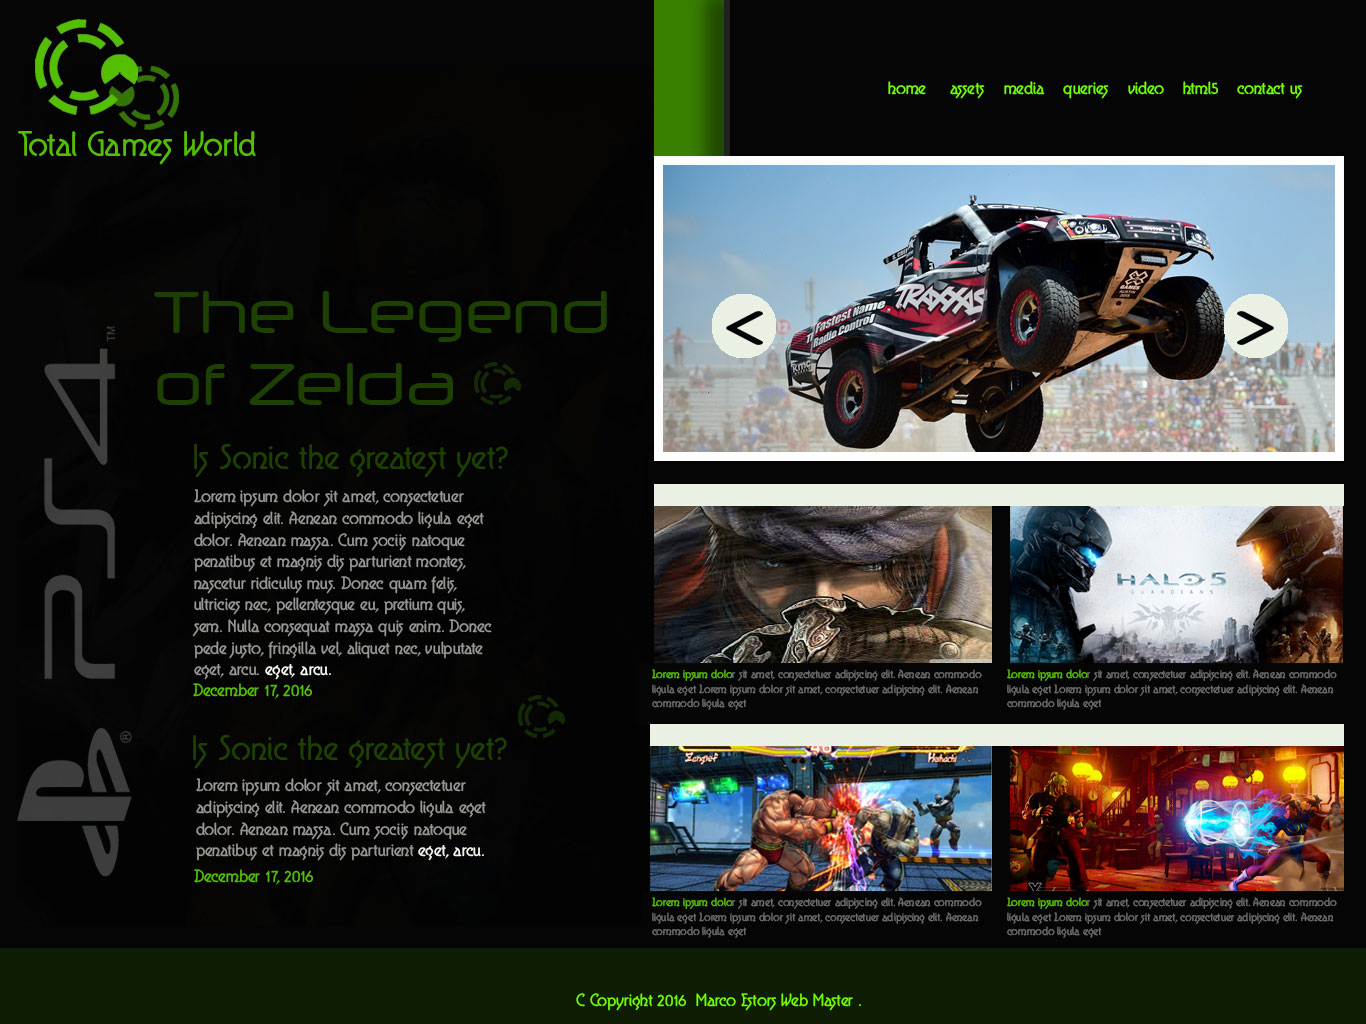 Total Games World
home assets media queries video html5 contact us
The Legend
of Zelda
Is Sonic the greatest yet?
Lorem ipsum dolor sit amet, consectetuer
adipiscing elit. Aenean commodo ligula eget
dolor. Aenean massa. Cum sociis natoque
penatibus et magnis dis parturient montes,
nascetur ridiculus mus. Donec quam felis,
ultricies nec, pellentesque eu, pretium quis,
sem. Nulla consequat massa quis enim. Donec
pede justo, fringilla vel, aliquet nec, vulputate
eget, arcu. eget, arcu.
December 17, 2016
Is Sonic the greatest yet?
Lorem ipsum dolor sit amet, consectetuer
adipiscing elit. Aenean commodo ligula eget
dolor. Aenean massa. Cum sociis natoque
penatibus et magnis dis parturient eget, arcu.
December 17, 2016
PS4 TM
®
< >
TRAXXAS
Fastest Name
Radio Control
X GAMES
AUSTIN
HALO 5
GUARDIANS
Lorem ipsum dolor sit amet, consectetuer adipiscing elit. Aenean commodo
ligula eget Lorem ipsum dolor sit amet, consectetuer adipiscing elit. Aenean
commodo ligula eget
Lorem ipsum dolor sit amet, consectetuer adipiscing elit. Aenean commodo
ligula eget Lorem ipsum dolor sit amet, consectetuer adipiscing elit. Aenean
commodo ligula eget
Zangief Heihachi
Lorem ipsum dolor sit amet, consectetuer adipiscing elit. Aenean commodo
ligula eget Lorem ipsum dolor sit amet, consectetuer adipiscing elit. Aenean
commodo ligula eget
Lorem ipsum dolor sit amet, consectetuer adipiscing elit. Aenean commodo
ligula eget Lorem ipsum dolor sit amet, consectetuer adipiscing elit. Aenean
commodo ligula eget
C Copyright 2016 Marco Estors Web Master .